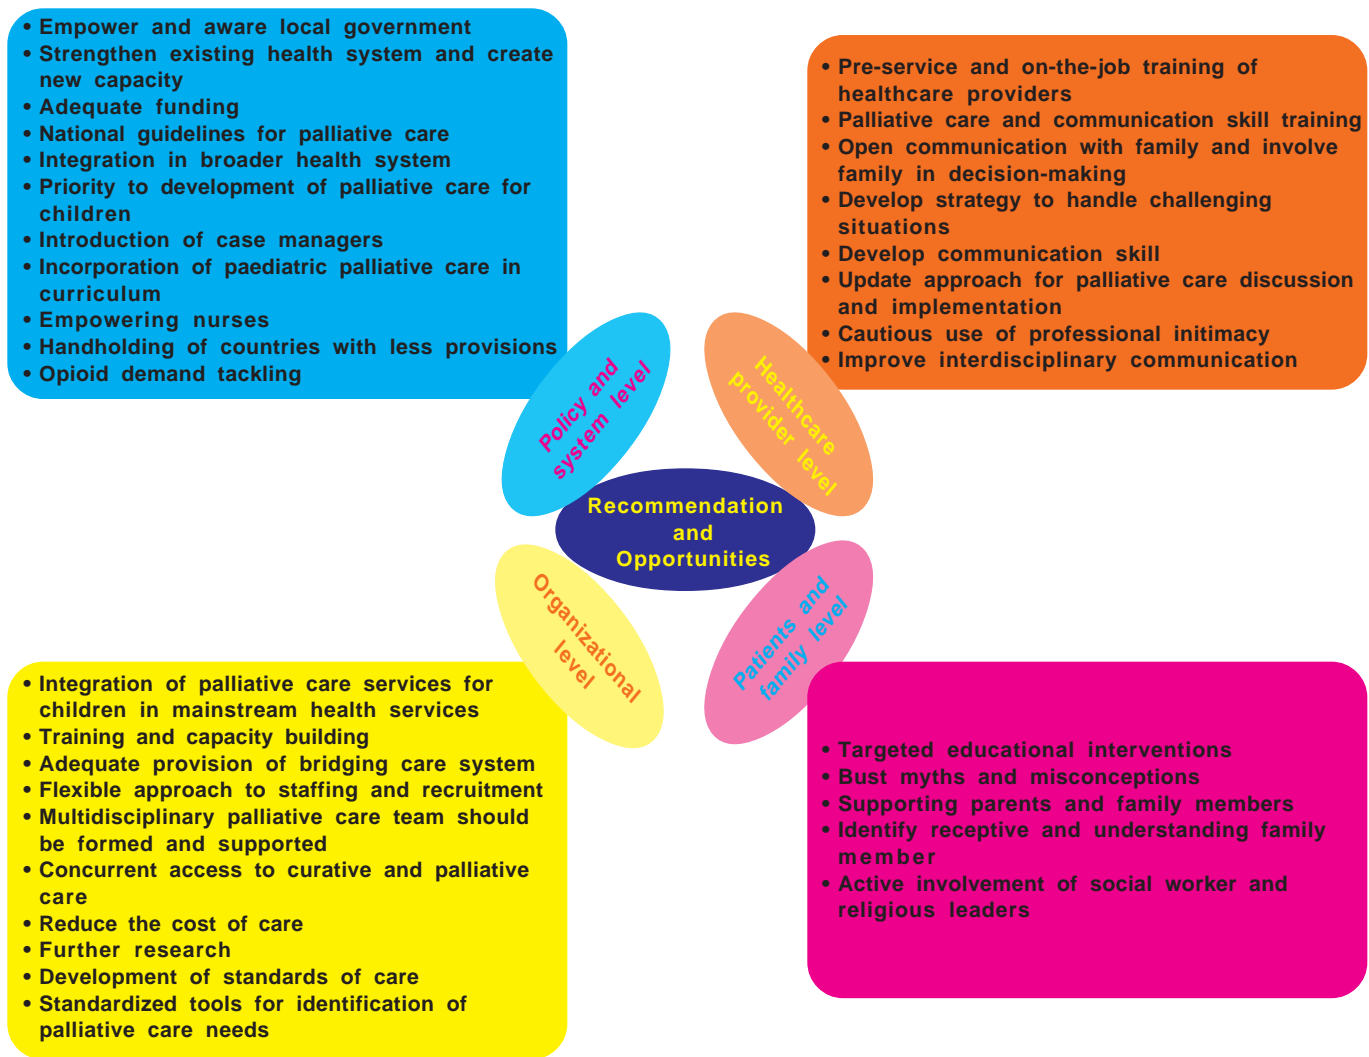 • Empower and aware local government
• Strengthen existing health system and create
new capacity
• Adequate funding
• National guidelines for palliative care
• Integration in broader health system
• Priority to development of palliative care for
children
• Introduction of case managers
• Incorporation of paediatric palliative care in
curriculum
• Empowering nurses
• Handholding of countries with less provisions
• Opioid demand tackling
• Pre-service and on-the-job training of
healthcare providers
• Palliative care and communication skill training
• Open communication with family and involve
family in decision-making
• Develop strategy to handle challenging
situations
• Develop communication skill
• Update approach for palliative care discussion
and implementation
• Cautious use of professional initimacy
• Improve interdisciplinary communication
Policy and
system level
Healthcare
provider level
Recommendation
and
Opportunities
Organizational
level
Patients and
family level
• Integration of palliative care services for
children in mainstream health services
• Training and capacity building
• Adequate provision of bridging care system
• Flexible approach to staffing and recruitment
• Multidisciplinary palliative care team should
be formed and supported
• Concurrent access to curative and palliative
care
• Reduce the cost of care
• Further research
• Development of standards of care
• Standardized tools for identification of
palliative care needs
• Targeted educational interventions
• Bust myths and misconceptions
• Supporting parents and family members
• Identify receptive and understanding family
member
• Active involvement of social worker and
religious leaders